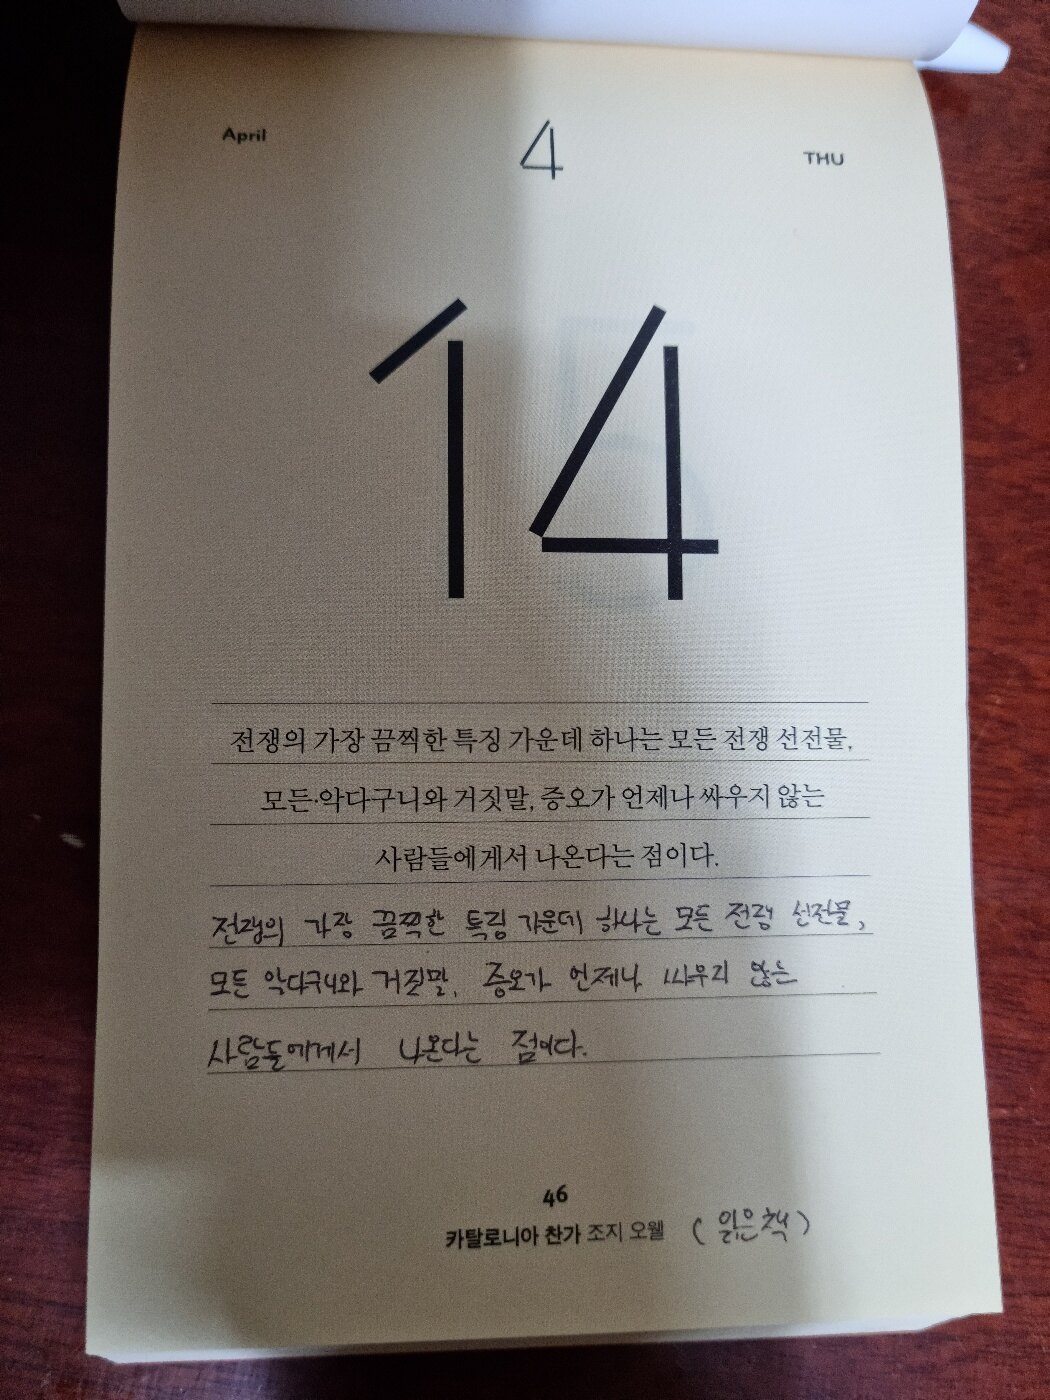 April 4 THU
14
전쟁의 가장 끔찍한 특징 가운데 하나는 모든 전쟁 선전물,
모든·악다구니와 거짓말, 증오가 언제나 싸우지 않는
사람들에게서 나온다는 점이다.
전쟁의 가장 끔찍한 특징 가운데 하나는 모든 전쟁 선전물,
모든 악다구니와 거짓말, 증오가 언제나 싸우지 않는
사람들에게서 나온다는 점이다.
46
카탈로니아 찬가 조지 오웰 (읽은 책)